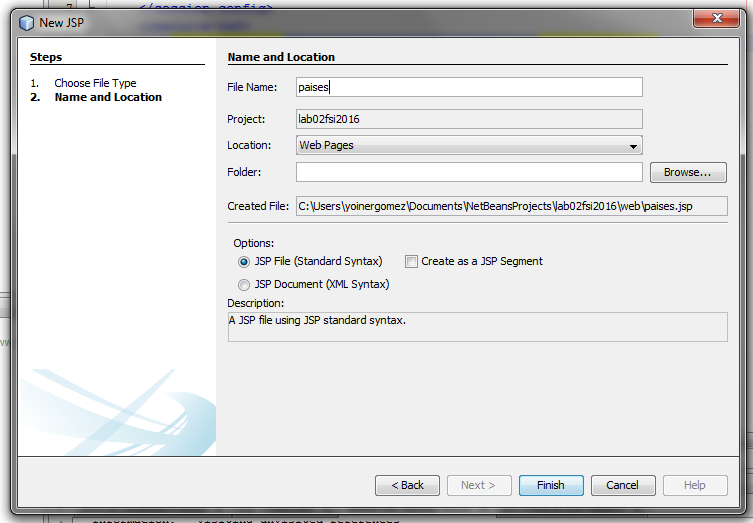 7
</session-config>
New JSP
Steps
1. Choose File Type
2. Name and Location
Name and Location
File Name: paises
Project: lab02fsi2016
Location: Web Pages
Folder: Browse...
Created File: C:\Users\yoinergomez\Documents\NetBeansProjects\lab02fsi2016\web\paises.jsp
Options:
JSP File (Standard Syntax) Create as a JSP Segment
JSP Document (XML Syntax)
Description:
A JSP file using JSP standard syntax.
< Back Next > Finish Cancel Help